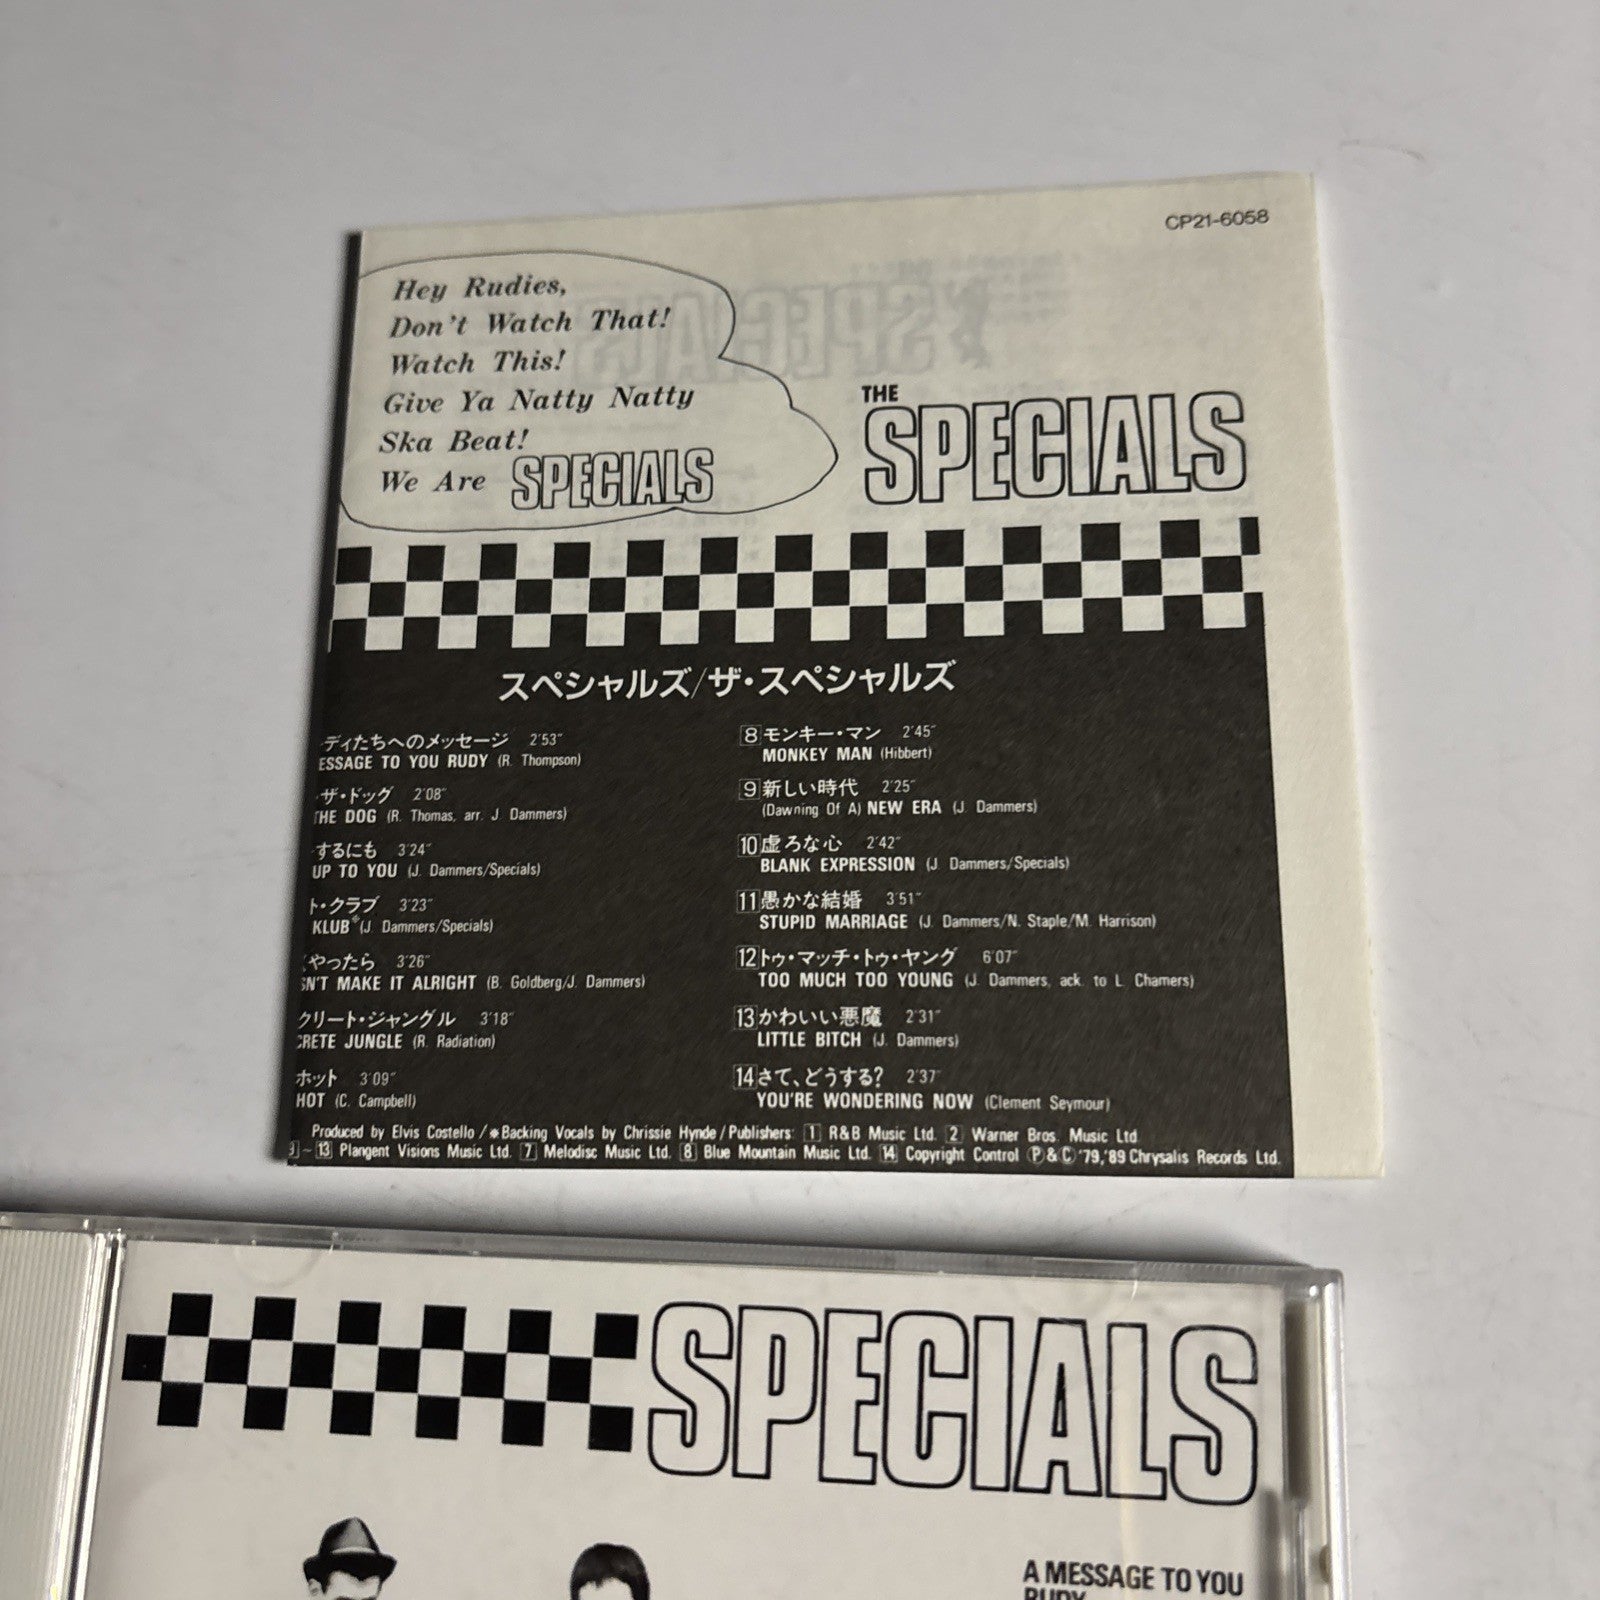 CP21-6058
Hey Rudies,
Don't Watch That!
Watch This!
Give Ya Natty Natty
Ska Beat!
We Are SPECIALS
THE
SPECIALS
スペシャルズ/ザ・スペシャルズ
ディたちへのメッセージ 2'53"
ESSAGE TO YOU RUDY (R. Thompson)
・ザ・ドッグ 2'08"
THE DOG (R. Thomas, arr. J. Dammers)
するにも 3'24"
UP TO YOU (J. Dammers/Specials)
ト・クラブ 3'23"
KLUB* (J. Dammers/Specials)
やったら 3'26"
SN'T MAKE IT ALRIGHT (B. Goldberg/J. Dammers)
クリート・ジャングル 3'18"
CRETE JUNGLE (R. Radiation)
ホット 3'09"
HOT (C. Campbell)
8 モンキー・マン 2'45"
MONKEY MAN (Hibbert)
9 新しい時代 2'25"
(Dawning Of A) NEW ERA (J. Dammers)
10 虚ろな心 2'42"
BLANK EXPRESSION (J. Dammers/Specials)
11 愚かな結婚 3'51"
STUPID MARRIAGE (J. Dammers/N. Staple/M. Harrison)
12 トゥ・マッチ・トゥ・ヤング 6'07"
TOO MUCH TOO YOUNG (J. Dammers, ack. to L. Chamers)
13 かわいい悪魔 2'31"
LITTLE BITCH (J. Dammers)
14 さて、どうする? 2'37"
YOU'RE WONDERING NOW (Clement Seymour)
Produced by Elvis Costello/*Backing Vocals by Chrissie Hynde/Publishers: 1 R&B Music Ltd. 2 Warner Bros. Music Ltd
3~13 Plangent Visions Music Ltd. 7 Melodisc Music Ltd. 8 Blue Mountain Music Ltd. 14 Copyright Control Ⓟ&Ⓒ'79,'89 Chrysalis Records Ltd.
SPECIALS
A MESSAGE TO YOU
RUDY